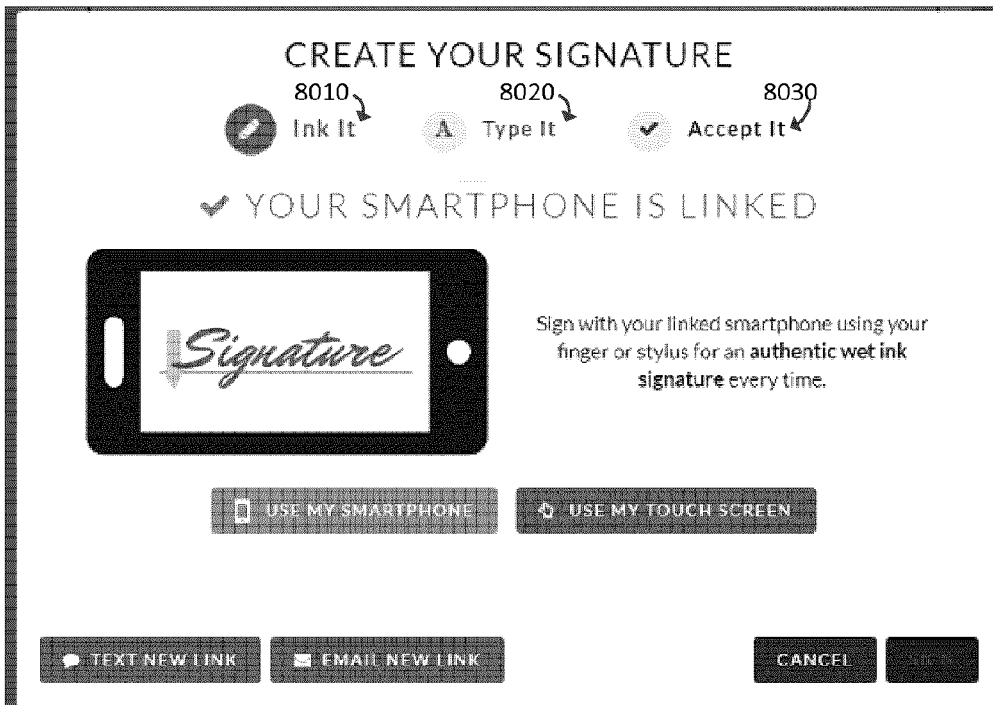 CREATE YOUR SIGNATURE
8010 8020 8030
Ink It A Type It Accept It
YOUR SMARTPHONE IS LINKED
Signature
Sign with your linked smartphone using your
finger or stylus for an authentic wet ink
signature every time.
USE MY SMARTPHONE USE MY TOUCH SCREEN
TEXT NEW LINK EMAIL NEW LINK CANCEL